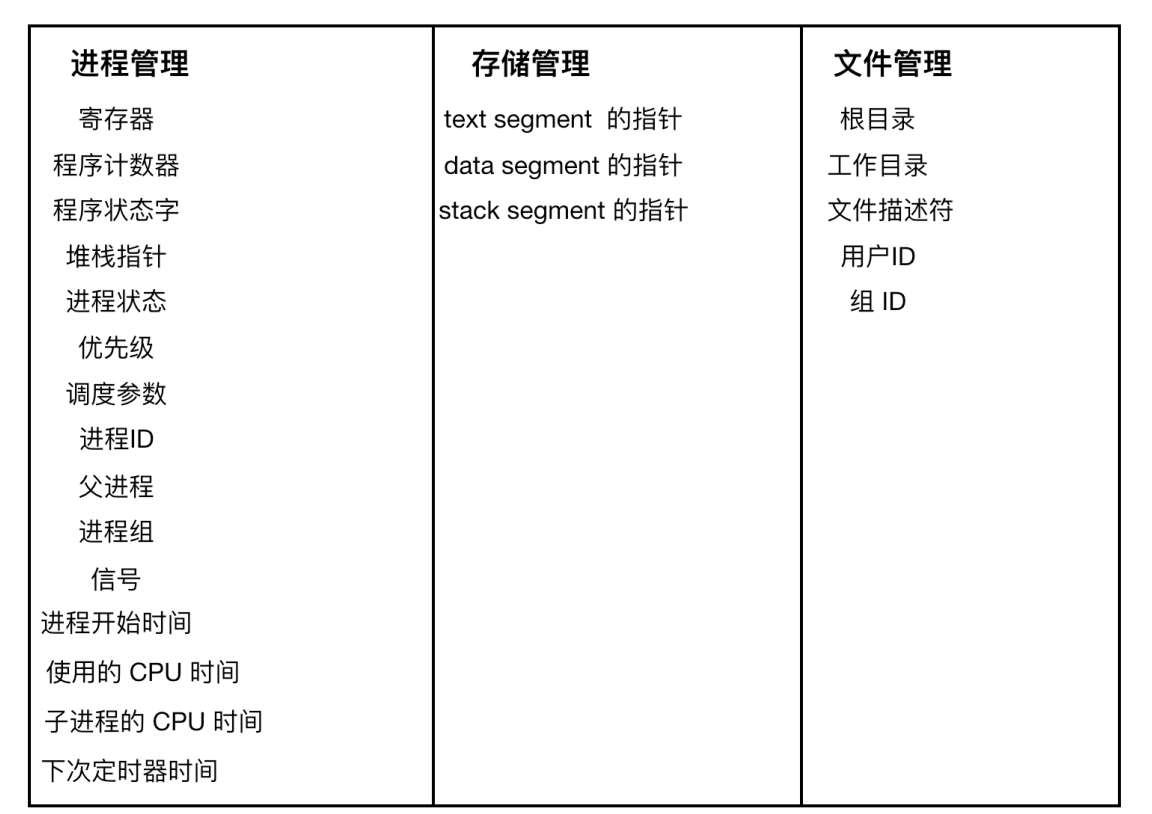 进程管理
寄存器
程序计数器
程序状态字
堆栈指针
进程状态
优先级
调度参数
进程ID
父进程
进程组
信号
进程开始时间
使用的 CPU 时间
子进程的 CPU 时间
下次定时器时间
存储管理
text segment 的指针
data segment 的指针
stack segment 的指针
文件管理
根目录
工作目录
文件描述符
用户ID
组 ID